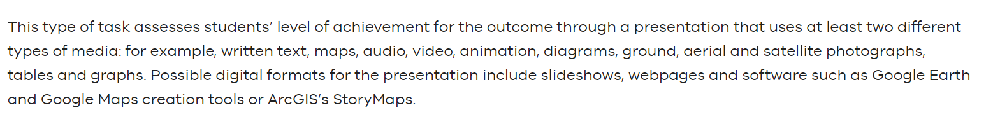 This type of task assesses students’ level of achievement for the outcome through a presentation that uses at least two different
types of media: for example, written text, maps, audio, video, animation, diagrams, ground, aerial and satellite photographs,
tables and graphs. Possible digital formats for the presentation include slideshows, webpages and software such as Google Earth
and Google Maps creation tools or ArcGIS’s StoryMaps.